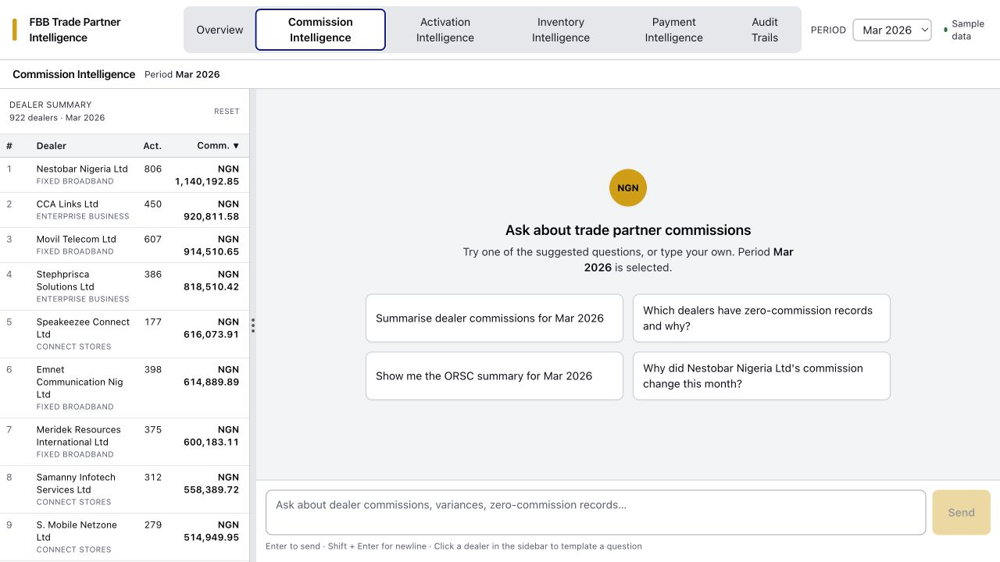 FBB Trade Partner
Intelligence
Overview
Commission
Intelligence
Activation
Intelligence
Inventory
Intelligence
Payment
Intelligence
Audit
Trails
PERIOD
Mar 2026
Sample
data
Commission Intelligence Period Mar 2026
DEALER SUMMARY
922 dealers · Mar 2026
RESET
# Dealer Act. Comm. ▼
1 Nestobar Nigeria Ltd 806 NGN
FIXED BROADBAND 1,140,192.85
2 CCA Links Ltd 450 NGN
ENTERPRISE BUSINESS 920,811.58
3 Movil Telecom Ltd 607 NGN
FIXED BROADBAND 914,510.65
4 Stephprisca 386 NGN
Solutions Ltd 818,510.42
ENTERPRISE BUSINESS
5 Speakeezee Connect 177 NGN
Ltd 616,073.91
CONNECT STORES
6 Emnet 398 NGN
Communication Nig 614,889.89
Ltd
FIXED BROADBAND
7 Meridek Resources 375 NGN
International Ltd 600,183.11
FIXED BROADBAND
8 Samanny Infotech 312 NGN
Services Ltd 558,389.72
CONNECT STORES
9 S. Mobile Netzone 279 NGN
Ltd 514,949.95
CONNECT STORES
NGN
Ask about trade partner commissions
Try one of the suggested questions, or type your own. Period Mar
2026 is selected.
Summarise dealer commissions for Mar 2026
Which dealers have zero-commission records
and why?
Show me the ORSC summary for Mar 2026
Why did Nestobar Nigeria Ltd's commission
change this month?
Ask about dealer commissions, variances, zero-commission records...
Send
Enter to send · Shift + Enter for newline · Click a dealer in the sidebar to template a question